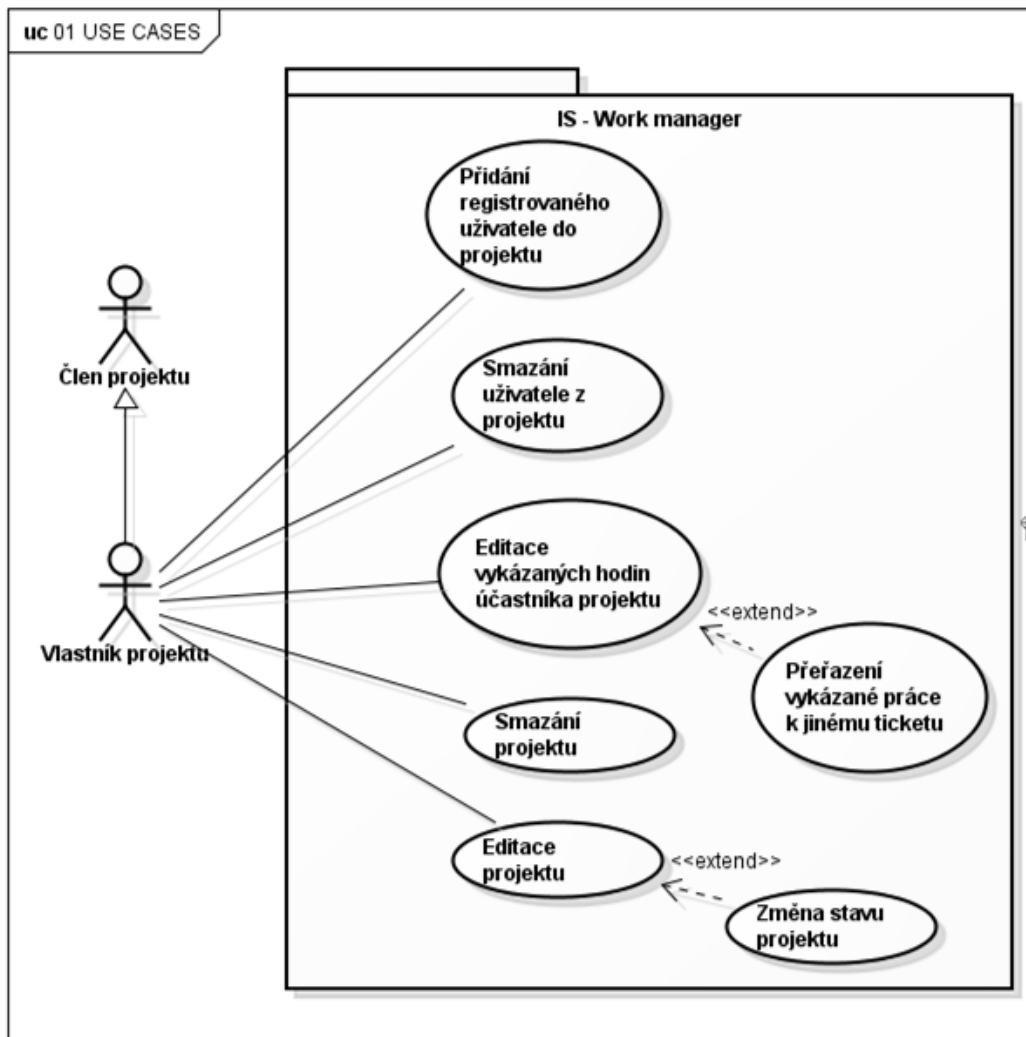 uc 01 USE CASES
IS - Work manager
Přidání
registrovaného
uživatele do
projektu
Člen projektu
Smazání
uživatele z
projektu
Editace
vykázaných hodin
účastníka projektu
<<extend>>
Vlastník projektu
Přeřazení
vykázané práce
k jinému ticketu
Smazání
projektu
Editace
projektu
<<extend>>
Změna stavu
projektu